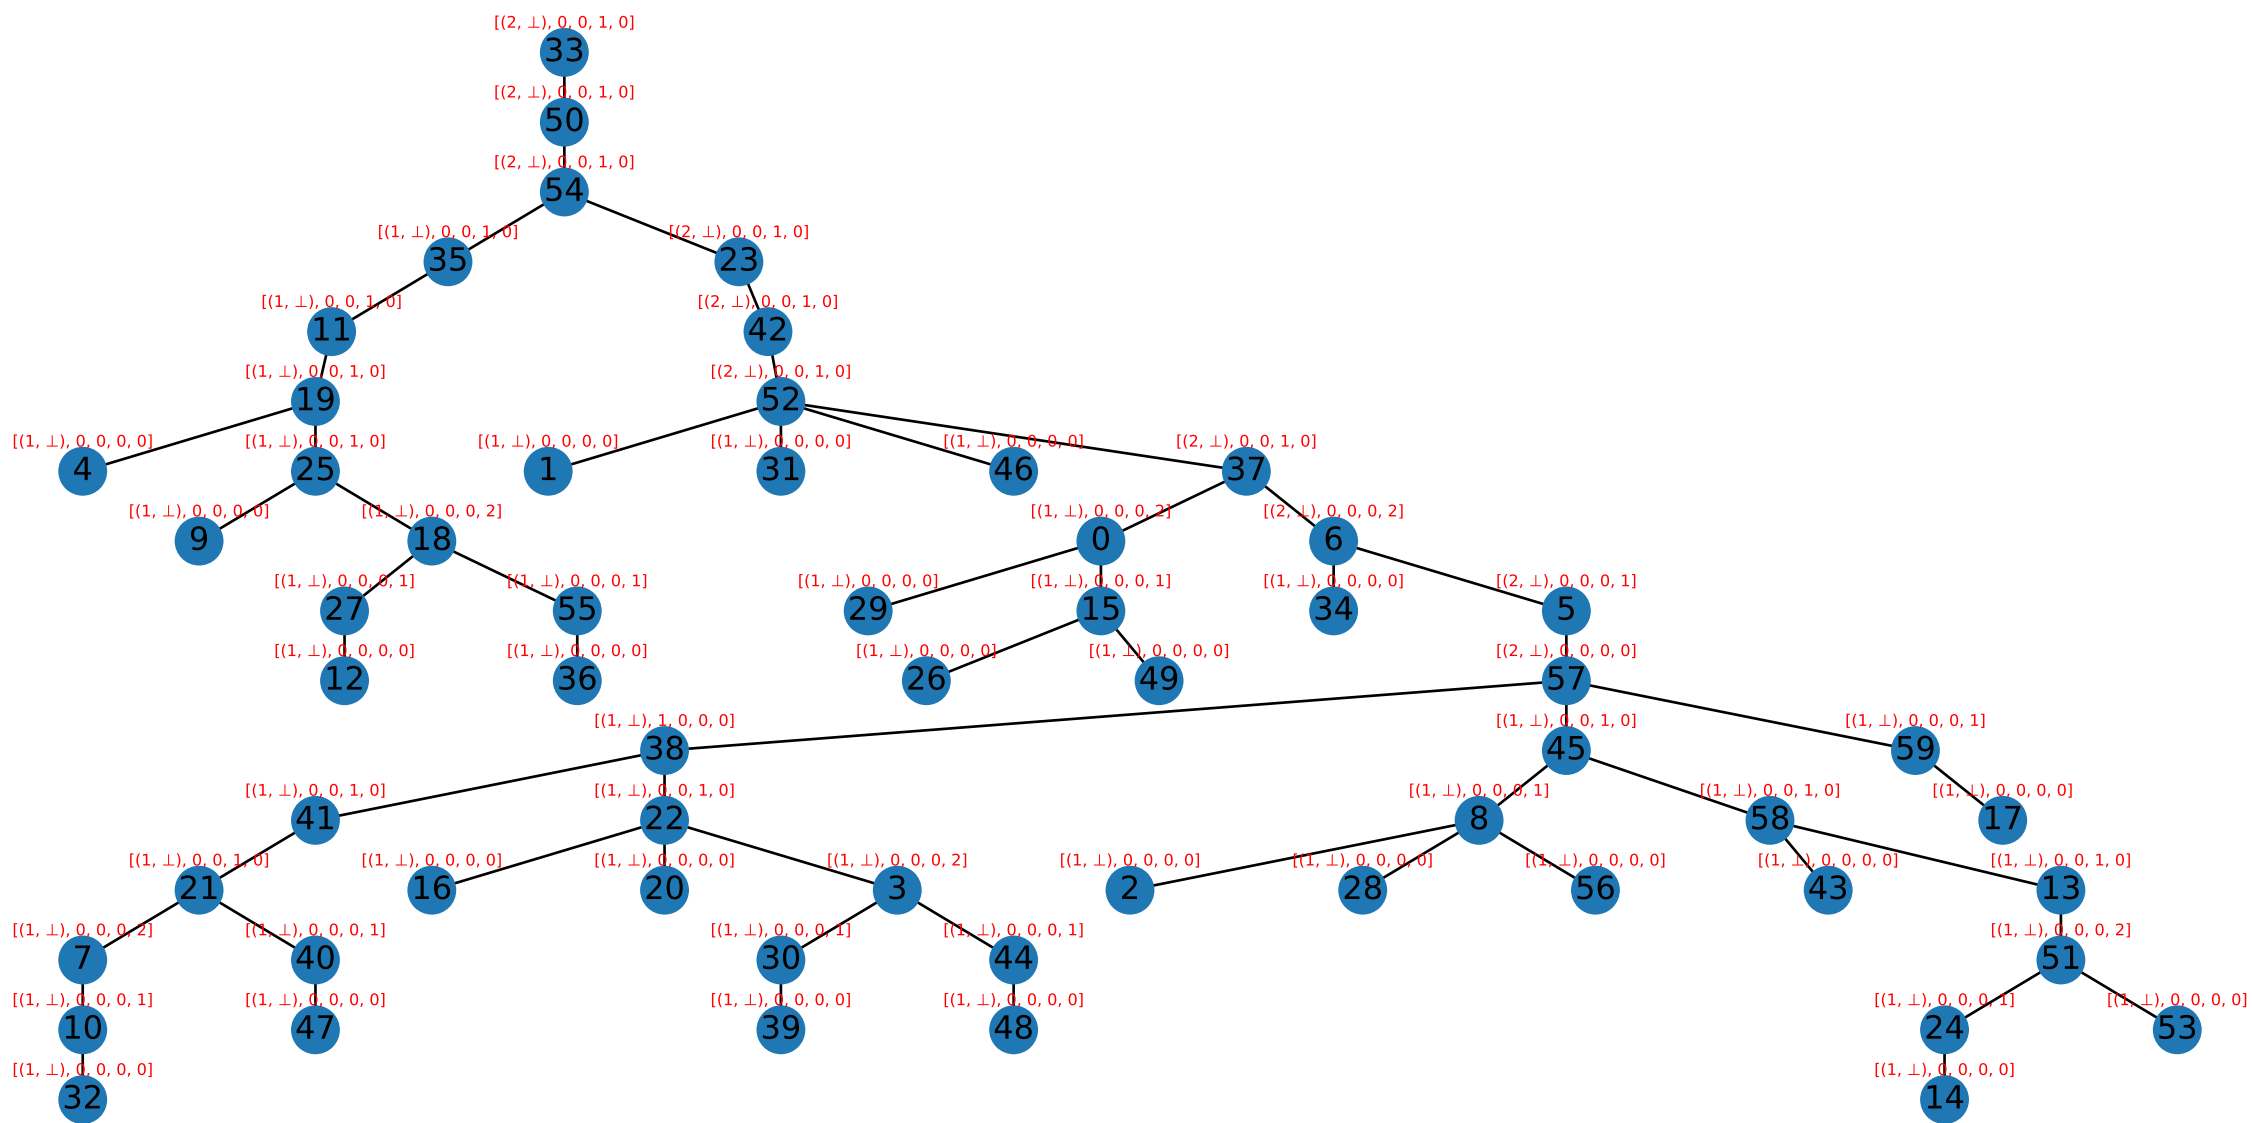 [(2, ⊥), 0, 0, 1, 0]
33
[(2, ⊥), 0, 0, 1, 0]
50
[(2, ⊥), 0, 0, 1, 0]
54
[(1, ⊥), 0, 0, 1, 0] [(2, ⊥), 0, 0, 1, 0]
35 23
[(1, ⊥), 0, 0, 1, 0] [(2, ⊥), 0, 0, 1, 0]
11 42
[(1, ⊥), 0, 0, 1, 0] [(2, ⊥), 0, 0, 1, 0]
19 52
[(1, ⊥), 0, 0, 0, 0] [(1, ⊥), 0, 0, 1, 0] [(1, ⊥), 0, 0, 0, 0] [(1, ⊥), 0, 0, 0, 0] [(1, ⊥), 0, 0, 0, 0] [(2, ⊥), 0, 0, 1, 0]
4 25 1 31 46 37
[(1, ⊥), 0, 0, 0, 0] [(1, ⊥), 0, 0, 0, 2] [(1, ⊥), 0, 0, 0, 2] [(2, ⊥), 0, 0, 0, 2]
9 18 0 6
[(1, ⊥), 0, 0, 0, 1] [(1, ⊥), 0, 0, 0, 1] [(1, ⊥), 0, 0, 0, 0] [(1, ⊥), 0, 0, 0, 1] [(1, ⊥), 0, 0, 0, 0] [(2, ⊥), 0, 0, 0, 1]
27 55 29 15 34 5
[(1, ⊥), 0, 0, 0, 0] [(1, ⊥), 0, 0, 0, 0] [(1, ⊥), 0, 0, 0, 0] [(1, ⊥), 0, 0, 0, 0] [(2, ⊥), 0, 0, 0, 0]
12 36 26 49 57
[(1, ⊥), 1, 0, 0, 0] [(1, ⊥), 0, 0, 1, 0] [(1, ⊥), 0, 0, 0, 1]
38 45 59
[(1, ⊥), 0, 0, 1, 0] [(1, ⊥), 0, 0, 1, 0] [(1, ⊥), 0, 0, 0, 1] [(1, ⊥), 0, 0, 1, 0] [(1, ⊥), 0, 0, 0, 0]
41 22 8 58 17
[(1, ⊥), 0, 0, 1, 0] [(1, ⊥), 0, 0, 0, 0] [(1, ⊥), 0, 0, 0, 0] [(1, ⊥), 0, 0, 0, 2] [(1, ⊥), 0, 0, 0, 0] [(1, ⊥), 0, 0, 0, 0] [(1, ⊥), 0, 0, 0, 0] [(1, ⊥), 0, 0, 0, 0] [(1, ⊥), 0, 0, 1, 0]
21 16 20 3 2 28 56 43 13
[(1, ⊥), 0, 0, 0, 2] [(1, ⊥), 0, 0, 0, 1] [(1, ⊥), 0, 0, 0, 1] [(1, ⊥), 0, 0, 0, 1] [(1, ⊥), 0, 0, 0, 2]
7 40 30 44 51
[(1, ⊥), 0, 0, 0, 1] [(1, ⊥), 0, 0, 0, 0] [(1, ⊥), 0, 0, 0, 0] [(1, ⊥), 0, 0, 0, 0] [(1, ⊥), 0, 0, 0, 1] [(1, ⊥), 0, 0, 0, 0]
10 47 39 48 24 53
[(1, ⊥), 0, 0, 0, 0] [(1, ⊥), 0, 0, 0, 0]
32 14